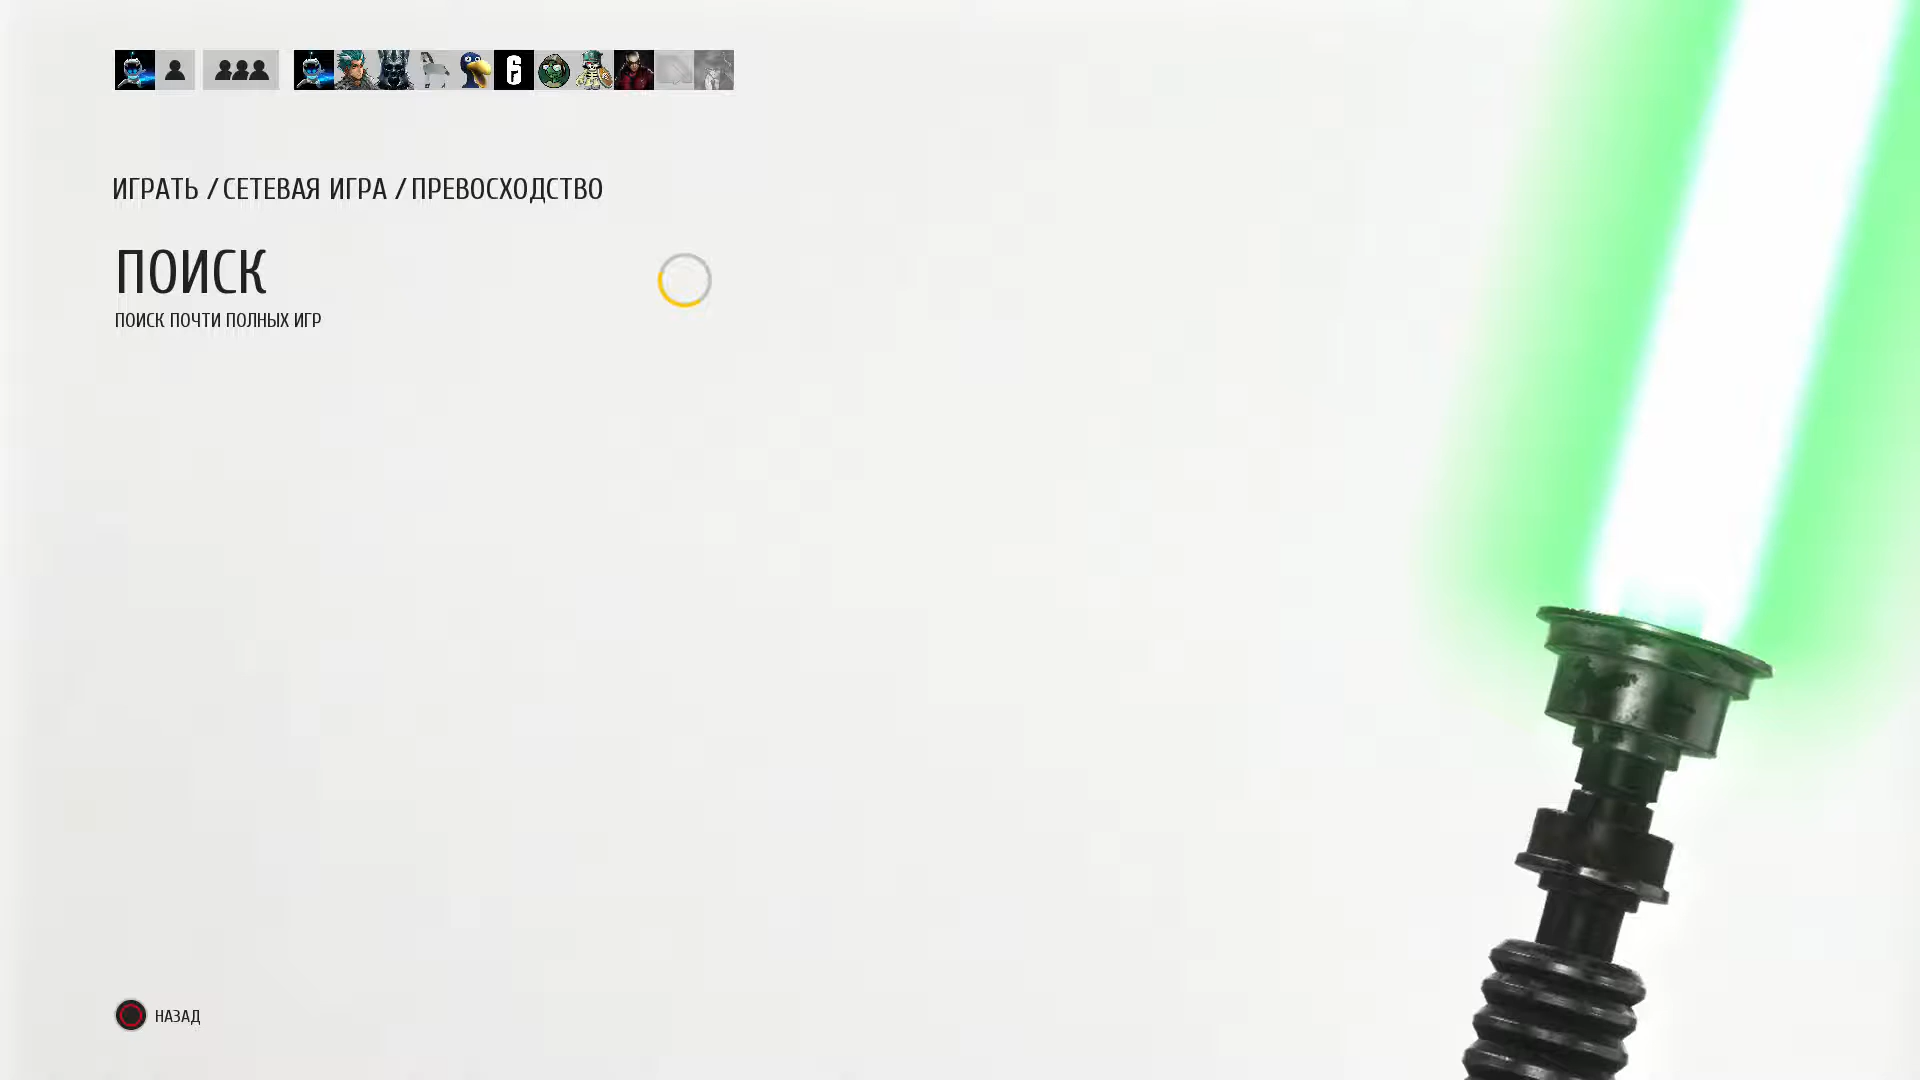 ИГРАТЬ / СЕТЕВАЯ ИГРА / ПРЕВОСХОДСТВО
ПОИСК
ПОИСК ПОЧТИ ПОЛНЫХ ИГР
НАЗАД